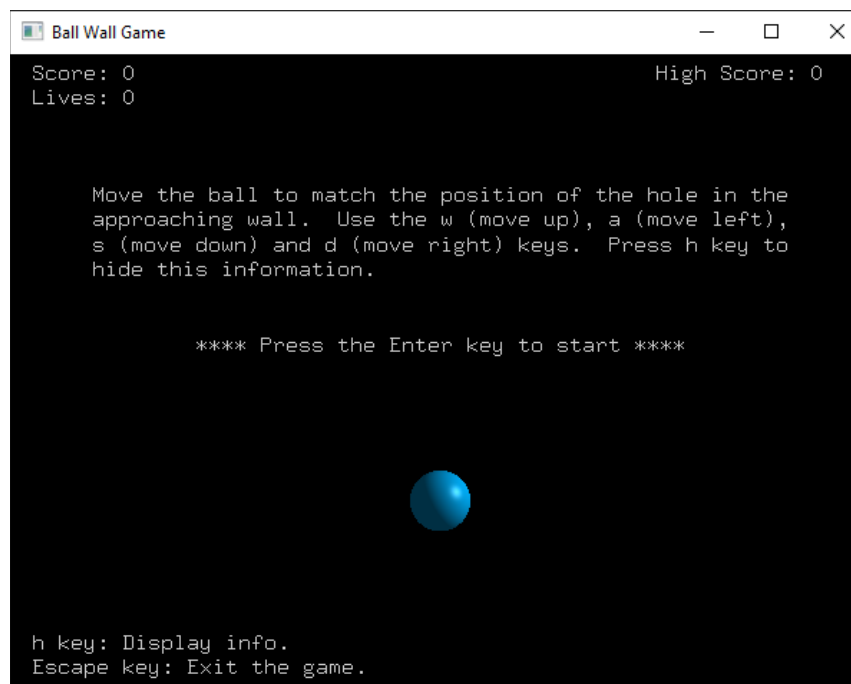 Ball Wall Game
Score: 0
High Score: 0
Lives: 0
Move the ball to match the position of the hole in the
approaching wall.  Use the w (move up), a (move left),
s (move down) and d (move right) keys.  Press h key to
hide this information.
**** Press the Enter key to start ****
h key: Display info.
Escape key: Exit the game.